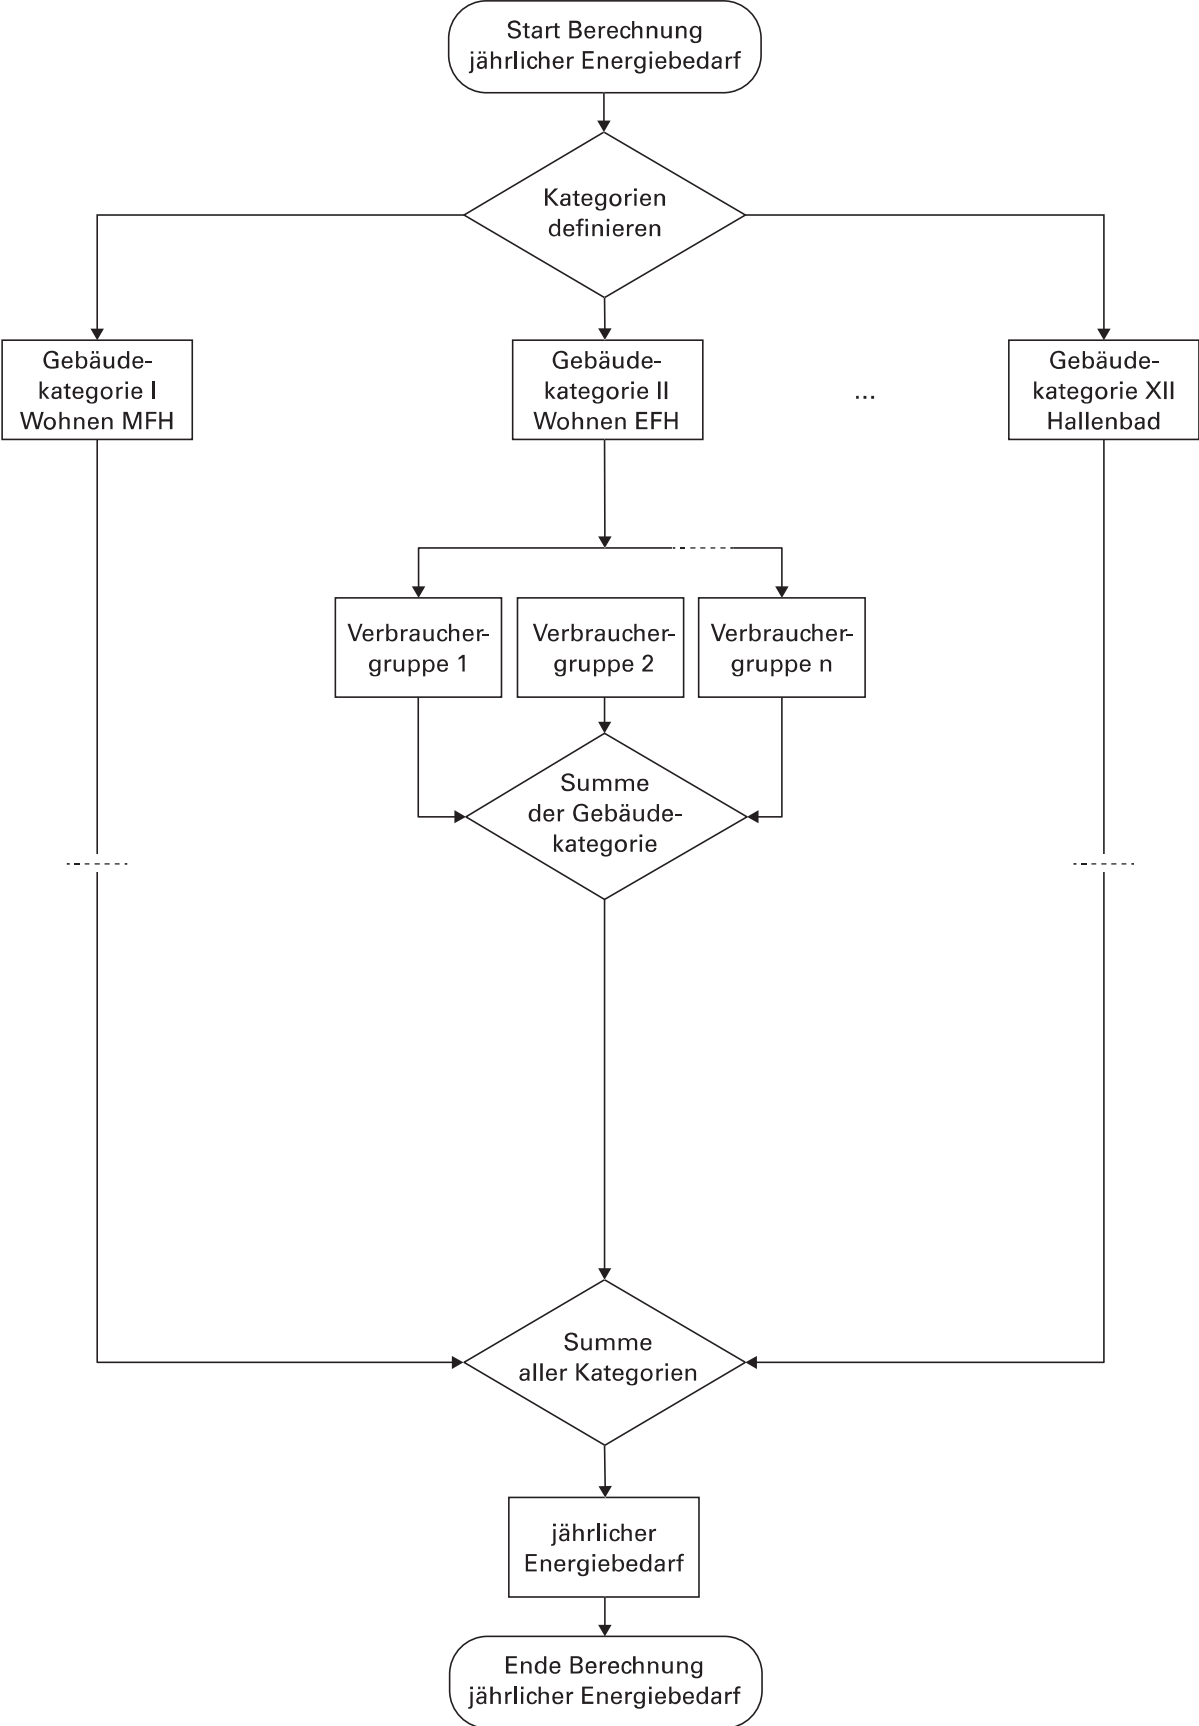 Start Berechnung
jährlicher Energiebedarf
Kategorien
definieren
Gebäude-
kategorie I
Wohnen MFH
Gebäude-
kategorie II
Wohnen EFH
...
Gebäude-
kategorie XII
Hallenbad
Verbraucher-
gruppe 1
Verbraucher-
gruppe 2
Verbraucher-
gruppe n
Summe
der Gebäude-
kategorie
Summe
aller Kategorien
jährlicher
Energiebedarf
Ende Berechnung
jährlicher Energiebedarf